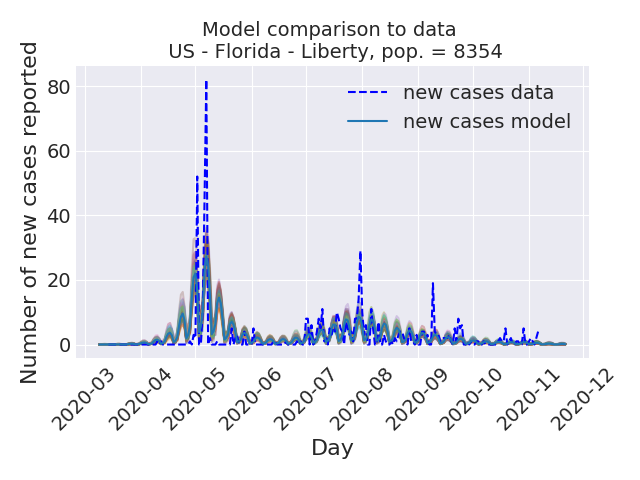 Model comparison to data
US - Florida - Liberty, pop. = 8354
Number of new cases reported
80
60
40
20
0
new cases data
new cases model
2020-03
2020-04
2020-05
2020-06
2020-07
2020-08
2020-09
2020-10
2020-11
2020-12
Day